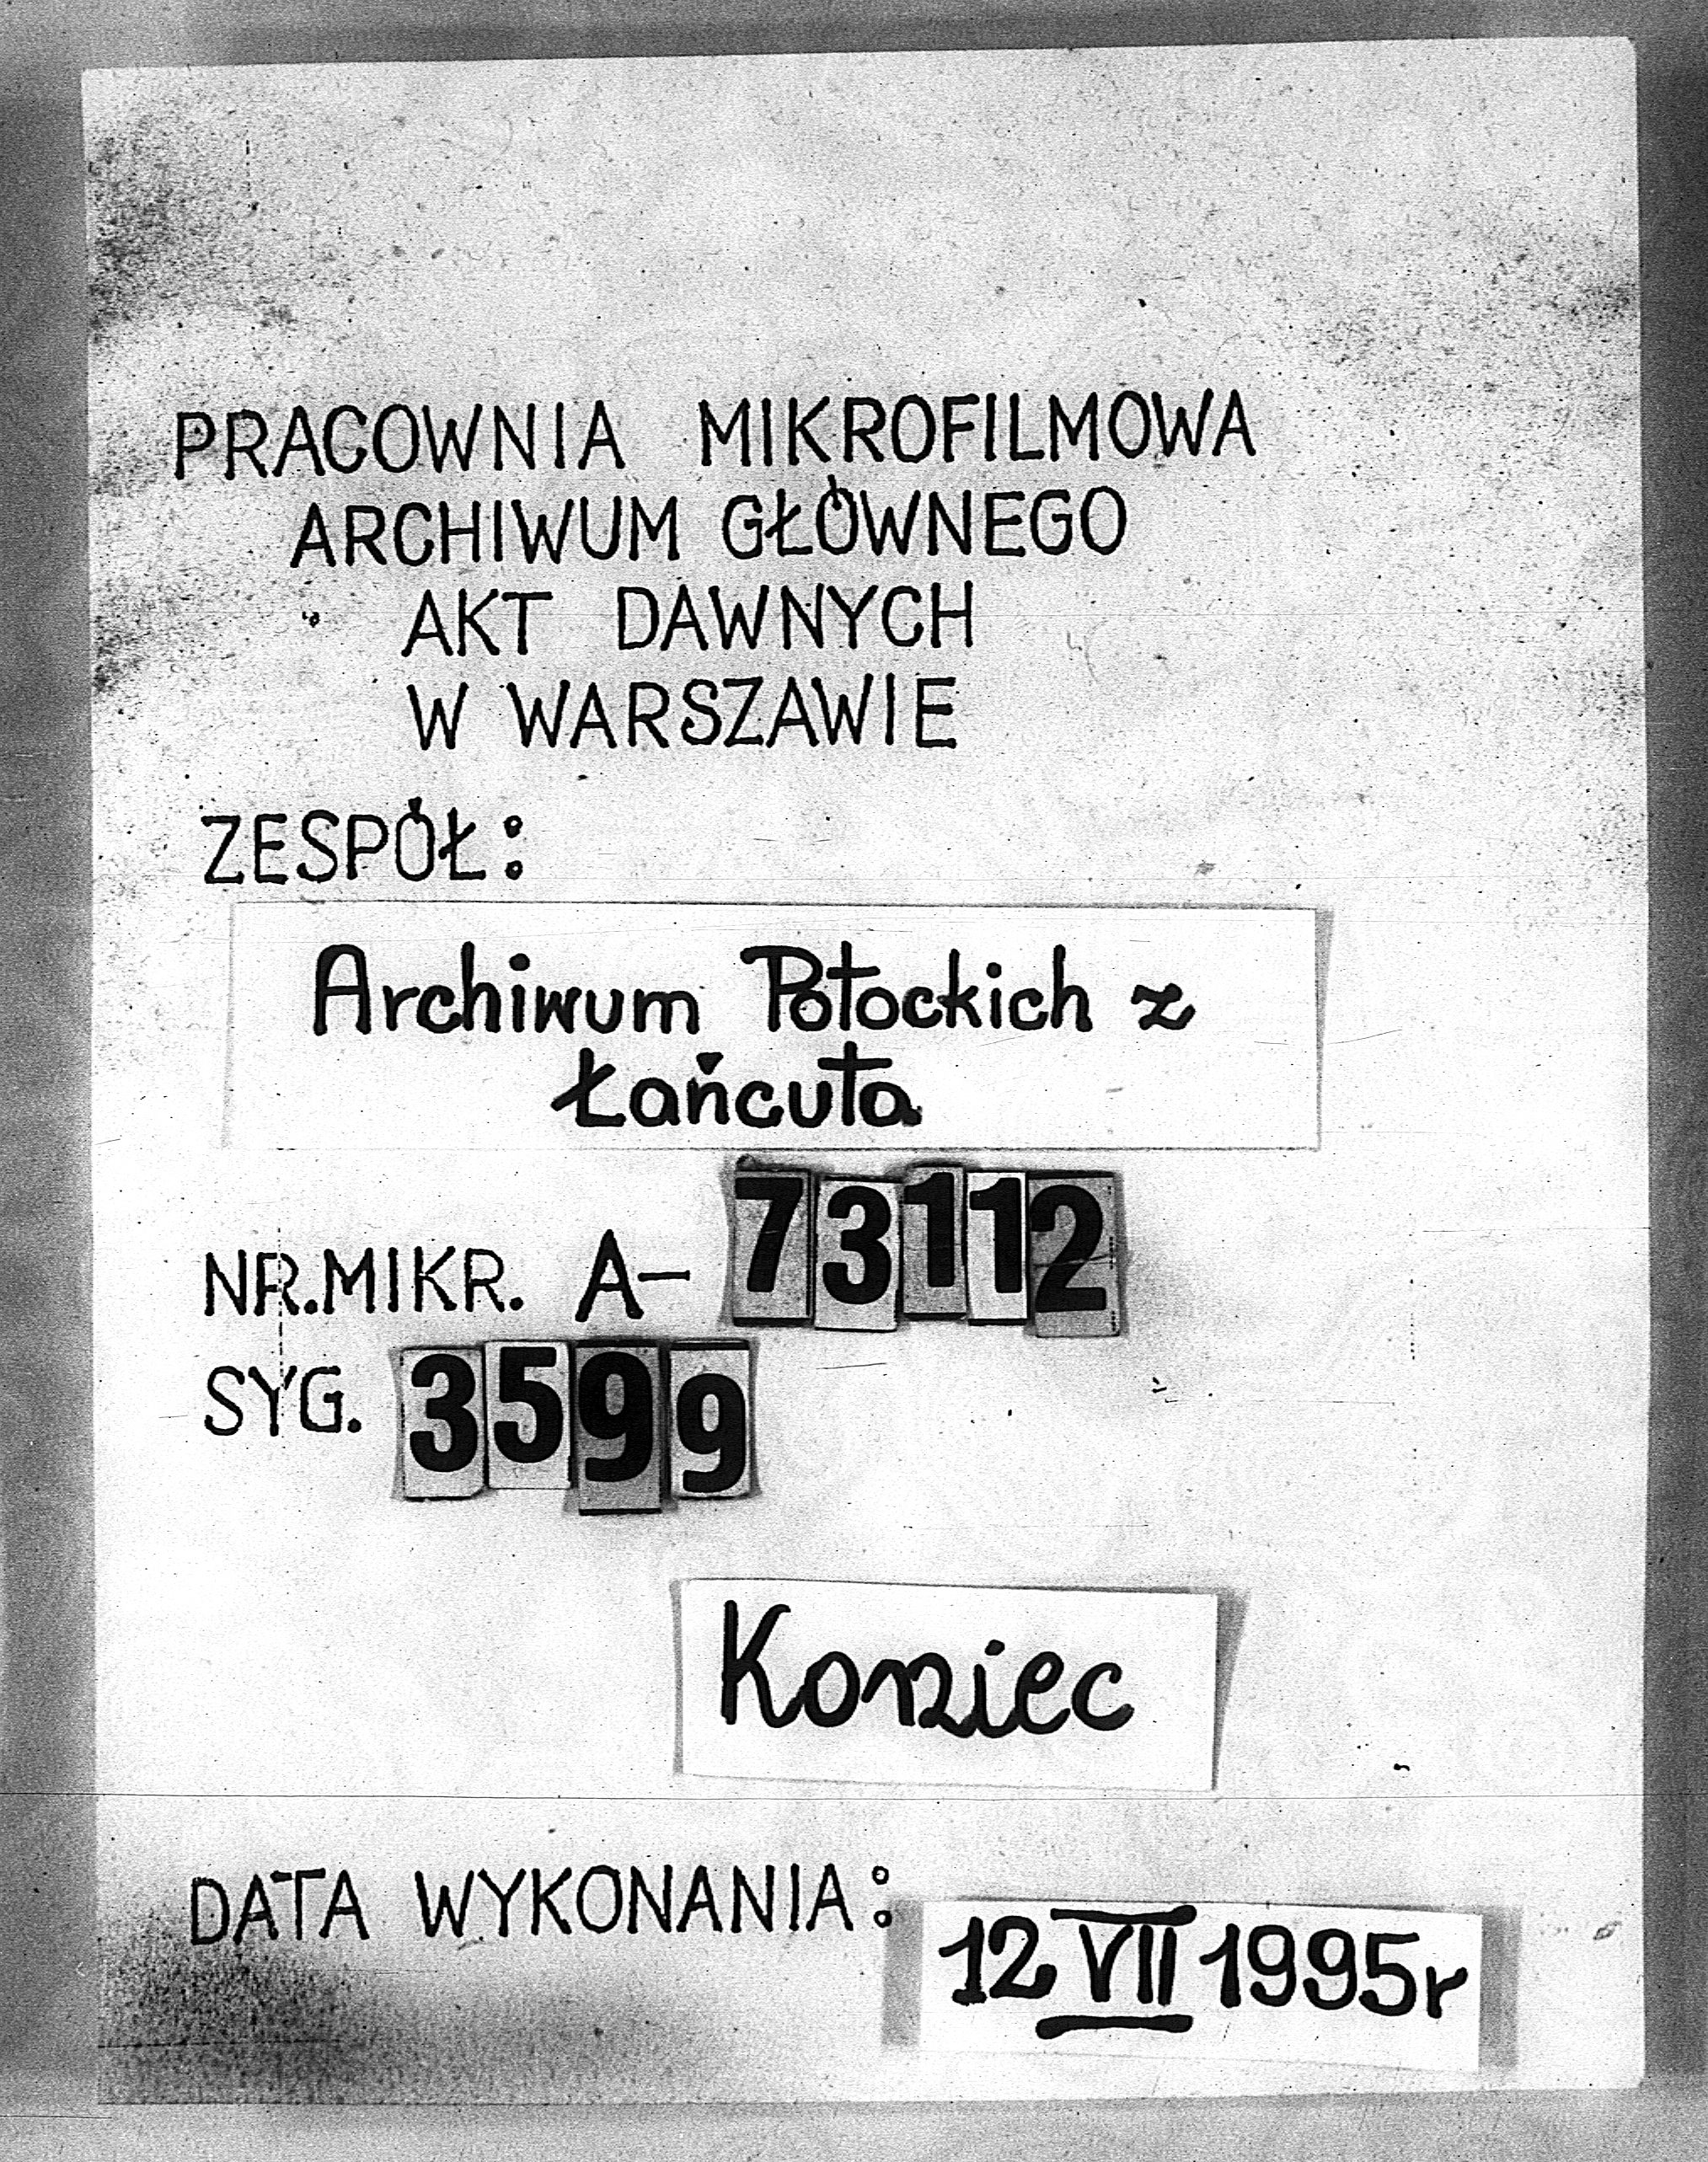 PRACOWNIA MIKROFILMOWA
ARCHIWUM GŁÓWNEGO
AKT DAWNYCH
W WARSZAWIE
ZESPÓŁ:
Archiwum Potockich z
Łańcuta
NR.MIKR. A- 73112
SYG. 3599
Koniec
DATA WYKONANIA: 12 VII 1995r